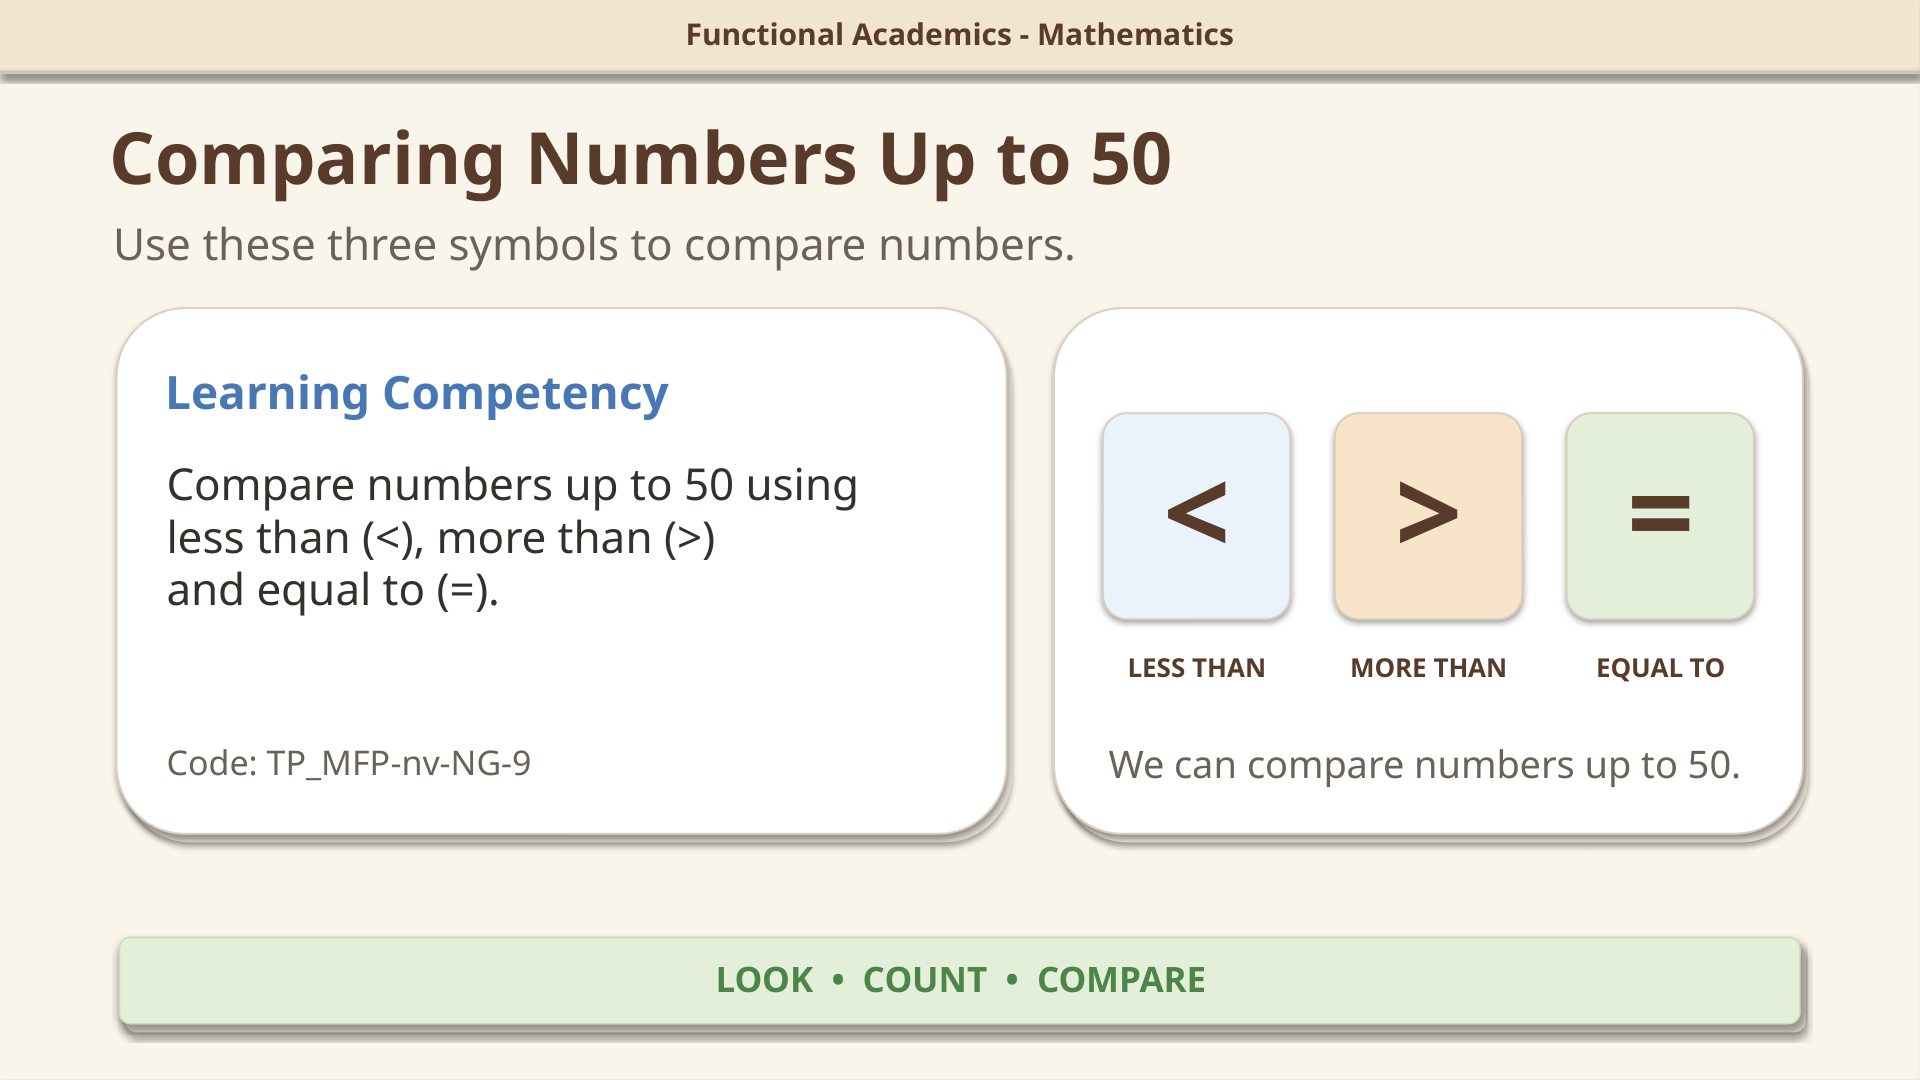 Functional Academics - Mathematics
Comparing Numbers Up to 50
Use these three symbols to compare numbers.
Learning Competency
Compare numbers up to 50 using
less than (<), more than (>)
and equal to (=).
Code: TP_MFP-nv-NG-9
< > =
LESS THAN MORE THAN EQUAL TO
We can compare numbers up to 50.
LOOK • COUNT • COMPARE